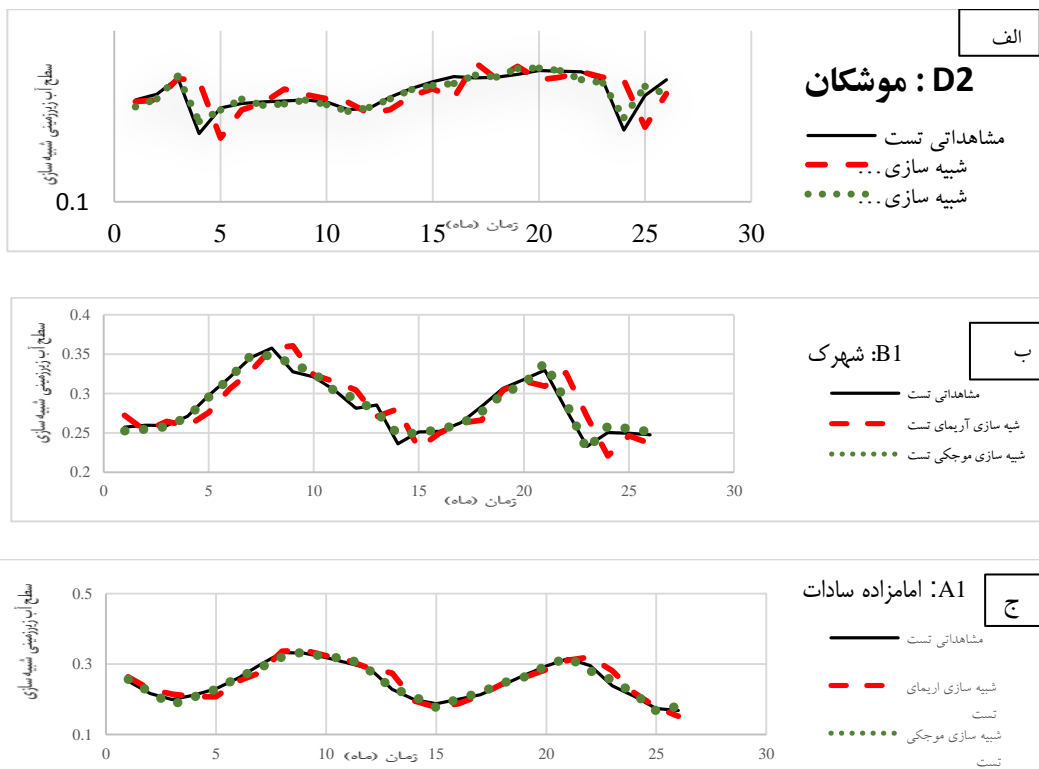 الف
D2 : موشکان
مشاهداتی تست
شبیه سازی...
شبیه سازی...
سطح آب زیرزمینی شبیه سازی
0.1
0 5 10 15 20 25 30
زمان (ماه)
ب
B1: شهرک
مشاهداتی تست
شیه سازی آریمای تست
شبیه سازی موجکی تست
سطح آب زیرزمینی شبیه سازی
0.4
0.35
0.3
0.25
0.2
0 5 10 15 20 25 30
زمان (ماه)
ج
A1: امامزاده سادات
مشاهداتی تست
شبیه سازی اریمای
تست
شبیه سازی موجکی
تست
سطح آب زیرزمینی شبیه سازی
0.5
0.3
0.1
0 5 10 15 20 25 30
زمان (ماه)